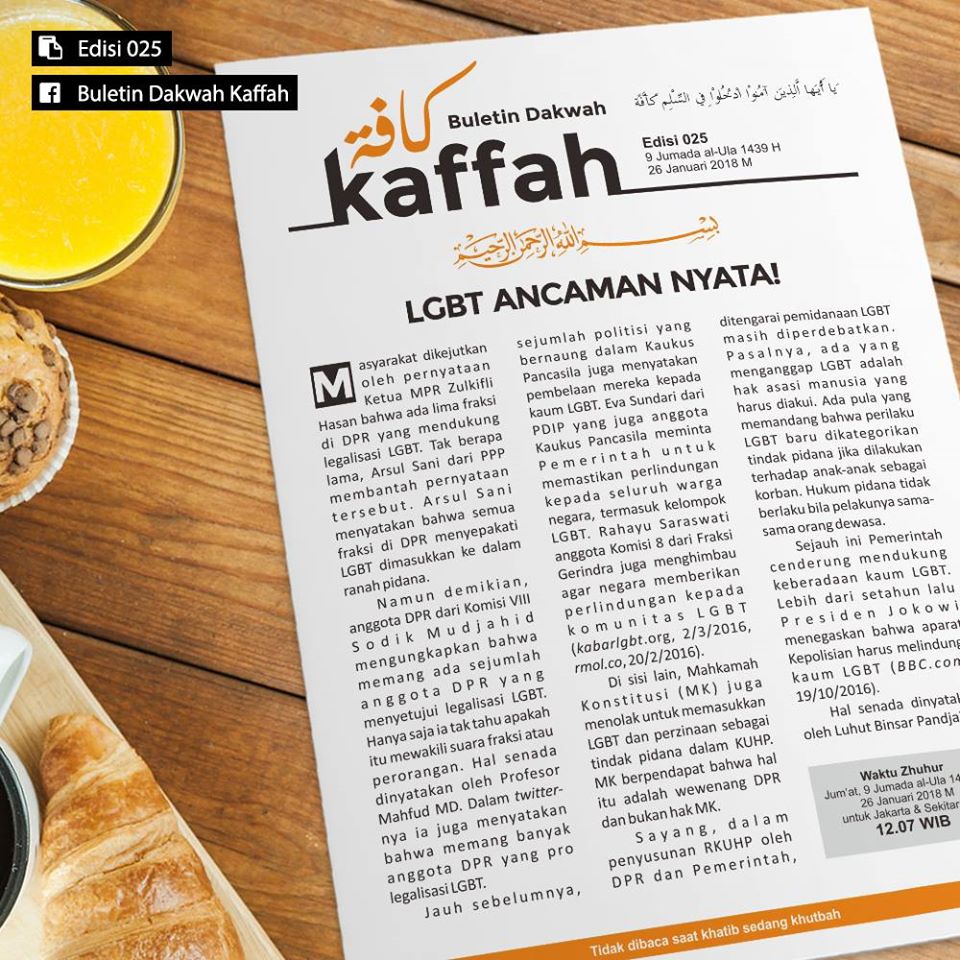 Edisi 025
Buletin Dakwah Kaffah
كافة
Buletin Dakwah
kaffah
يَا أَيُّهَا الَّذِينَ آمَنُوا ادْخُلُوا فِي السِّلْمِ كَافَّةً
Edisi 025
9 Jumada al-Ula 1439 H
26 Januari 2018 M
بِسْمِ اللهِ الرَّحْمَنِ الرَّحِيْمِ
LGBT ANCAMAN NYATA!
Masyarakat dikejutkan
oleh pernyataan
Ketua MPR Zulkifli
Hasan bahwa ada lima fraksi
di DPR yang mendukung
legalisasi LGBT. Tak berapa
lama, Arsul Sani dari PPP
membantah pernyataan
tersebut. Arsul Sani
menyatakan bahwa semua
fraksi di DPR menyepakati
LGBT dimasukkan ke dalam
ranah pidana.
Namun demikian,
anggota DPR dari Komisi VIII
Sodik Mudjahid
mengungkapkan bahwa
memang ada sejumlah
anggota DPR yang
menyetujui legalisasi LGBT.
Hanya saja ia tak tahu apakah
itu mewakili suara fraksi atau
perorangan. Hal senada
dinyatakan oleh Profesor
Mahfud MD. Dalam twitter-
nya ia juga menyatakan
bahwa memang banyak
anggota DPR yang pro
legalisasi LGBT.
Jauh sebelumnya,
sejumlah politisi yang
bernaung dalam Kaukus
Pancasila juga menyatakan
pembelaan mereka kepada
kaum LGBT. Eva Sundari dari
PDIP yang juga anggota
Kaukus Pancasila meminta
Pemerintah untuk
memastikan perlindungan
kepada seluruh warga
negara, termasuk kelompok
LGBT. Rahayu Saraswati
anggota Komisi 8 dari Fraksi
Gerindra juga menghimbau
agar negara memberikan
perlindungan kepada
komunitas LGBT
(kabarlgbt.org, 2/3/2016,
rmol.co, 20/2/2016).
Di sisi lain, Mahkamah
Konstitusi (MK) juga
menolak untuk memasukkan
LGBT dan perzinaan sebagai
tindak pidana dalam KUHP.
MK berpendapat bahwa hal
itu adalah wewenang DPR
dan bukan hak MK.
Sayang, dalam
penyusunan RKUHP oleh
DPR dan Pemerintah,
ditengarai pemidanaan LGBT
masih diperdebatkan.
Pasalnya, ada yang
menganggap LGBT adalah
hak asasi manusia yang
harus diakui. Ada pula yang
memandang bahwa perilaku
LGBT baru dikategorikan
tindak pidana jika dilakukan
terhadap anak-anak sebagai
korban. Hukum pidana tidak
berlaku bila pelakunya sama-
sama orang dewasa.
Sejauh ini Pemerintah
cenderung mendukung
keberadaan kaum LGBT.
Lebih dari setahun lalu
Presiden Jokowi
menegaskan bahwa aparat
Kepolisian harus melindungi
kaum LGBT (BBC.com
19/10/2016).
Hal senada dinyatak
oleh Luhut Binsar Pandjai
Waktu Zhuhur
Jum'at, 9 Jumada al-Ula 14
26 Januari 2018 M
untuk Jakarta & Sekitar
12.07 WIB
Tidak dibaca saat khatib sedang khutbah